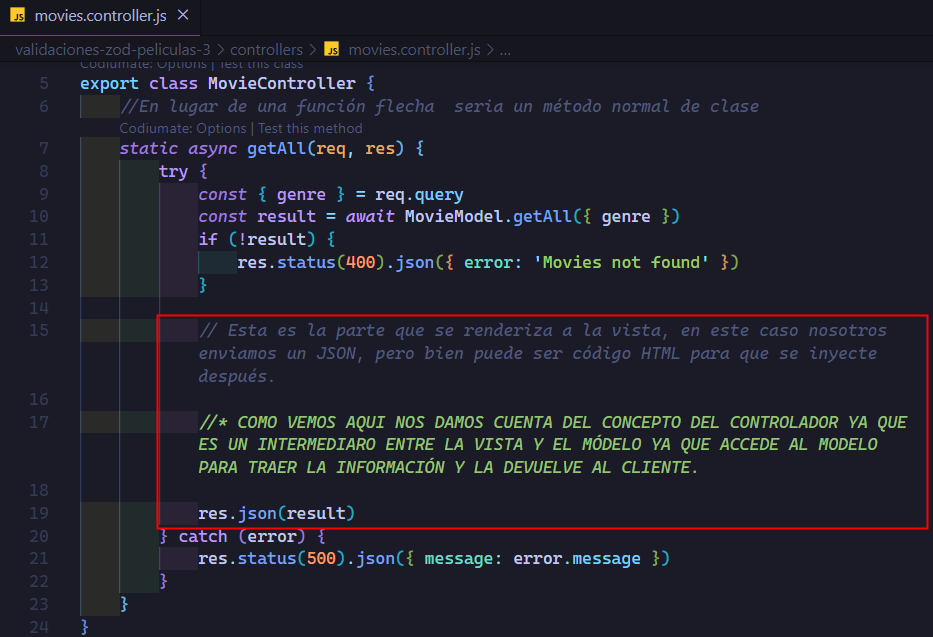 JS movies.controller.js ×
validaciones-zod-peliculas-3 > controllers > JS movies.controller.js > ...
Codiumate: Options | Test this class
5 export class MovieController {
6 //En lugar de una función flecha  seria un método normal de clase
Codiumate: Options | Test this method
7 static async getAll(req, res) {
8 try {
9 const { genre } = req.query
10 const result = await MovieModel.getAll({ genre })
11 if (!result) {
12 res.status(400).json({ error: 'Movies not found' })
13 }
14
15 // Esta es la parte que se renderiza a la vista, en este caso nosotros
enviamos un JSON, pero bien puede ser código HTML para que se inyecte
después.
16
17 //* COMO VEMOS AQUI NOS DAMOS CUENTA DEL CONCEPTO DEL CONTROLADOR YA QUE
ES UN INTERMEDIARO ENTRE LA VISTA Y EL MÓDELO YA QUE ACCEDE AL MODELO
PARA TRAER LA INFORMACIÓN Y LA DEVUELVE AL CLIENTE.
18
19 res.json(result)
20 } catch (error) {
21 res.status(500).json({ message: error.message })
22 }
23 }
24 }